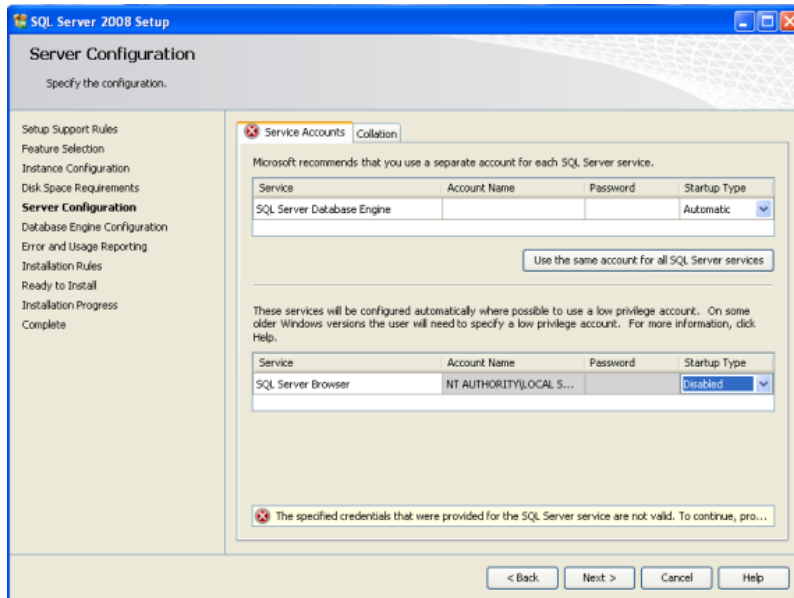 SQL Server 2008 Setup
Server Configuration
Specify the configuration.
Setup Support Rules
Feature Selection
Instance Configuration
Disk Space Requirements
Server Configuration
Database Engine Configuration
Error and Usage Reporting
Installation Rules
Ready to Install
Installation Progress
Complete
Service Accounts Collation
Microsoft recommends that you use a separate account for each SQL Server service.
Service Account Name Password Startup Type
SQL Server Database Engine Automatic
Use the same account for all SQL Server services
These services will be configured automatically where possible to use a low privilege account. On some
older Windows versions the user will need to specify a low privilege account. For more information, click
Help.
Service Account Name Password Startup Type
SQL Server Browser NT AUTHORITY\LOCAL S... Disabled
The specified credentials that were provided for the SQL Server service are not valid. To continue, pro...
< Back Next > Cancel Help